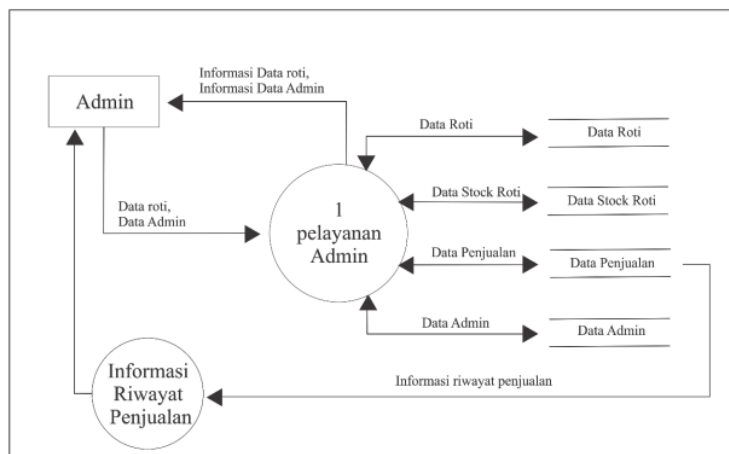 Informasi Data roti,
Informasi Data Admin
Admin
Data Roti
Data Roti
Data Stock Roti
Data Stock Roti
Data roti,
Data Admin
1
pelayanan
Admin
Data Penjualan
Data Penjualan
Data Admin
Data Admin
Informasi
Riwayat
Penjualan
Informasi riwayat penjualan